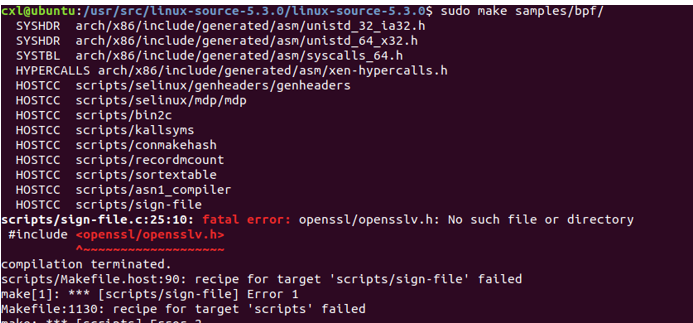 cxl@ubuntu:/usr/src/linux-source-5.3.0/linux-source-5.3.0$ sudo make samples/bpf/
SYSHDR arch/x86/include/generated/asm/unistd_32_ia32.h
SYSHDR arch/x86/include/generated/asm/unistd_64_x32.h
SYSTBL arch/x86/include/generated/asm/syscalls_64.h
HYPERCALLS arch/x86/include/generated/asm/xen-hypercalls.h
HOSTCC scripts/selinux/genheaders/genheaders
HOSTCC scripts/selinux/mdp/mdp
HOSTCC scripts/bin2c
HOSTCC scripts/kallsyms
HOSTCC scripts/conmakehash
HOSTCC scripts/recordmcount
HOSTCC scripts/sortextable
HOSTCC scripts/asn1_compiler
HOSTCC scripts/sign-file
scripts/sign-file.c:25:10: fatal error: openssl/opensslv.h: No such file or directory
#include <openssl/opensslv.h>
^~~~~~~~~~~~~~~~~~~~
compilation terminated.
scripts/Makefile.host:90: recipe for target 'scripts/sign-file' failed
make[1]: *** [scripts/sign-file] Error 1
Makefile:1130: recipe for target 'scripts' failed
make: *** [scripts] Error 2